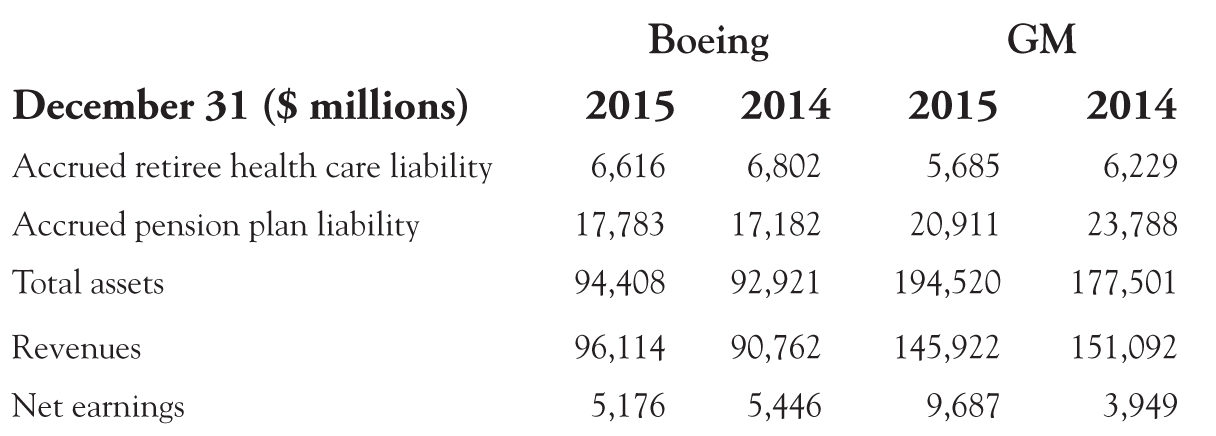 Boeing GM
December 31 ($ millions) 2015 2014 2015 2014
Accrued retiree health care liability 6,616 6,802 5,685 6,229
Accrued pension plan liability 17,783 17,182 20,911 23,788
Total assets 94,408 92,921 194,520 177,501
Revenues 96,114 90,762 145,922 151,092
Net earnings 5,176 5,446 9,687 3,949